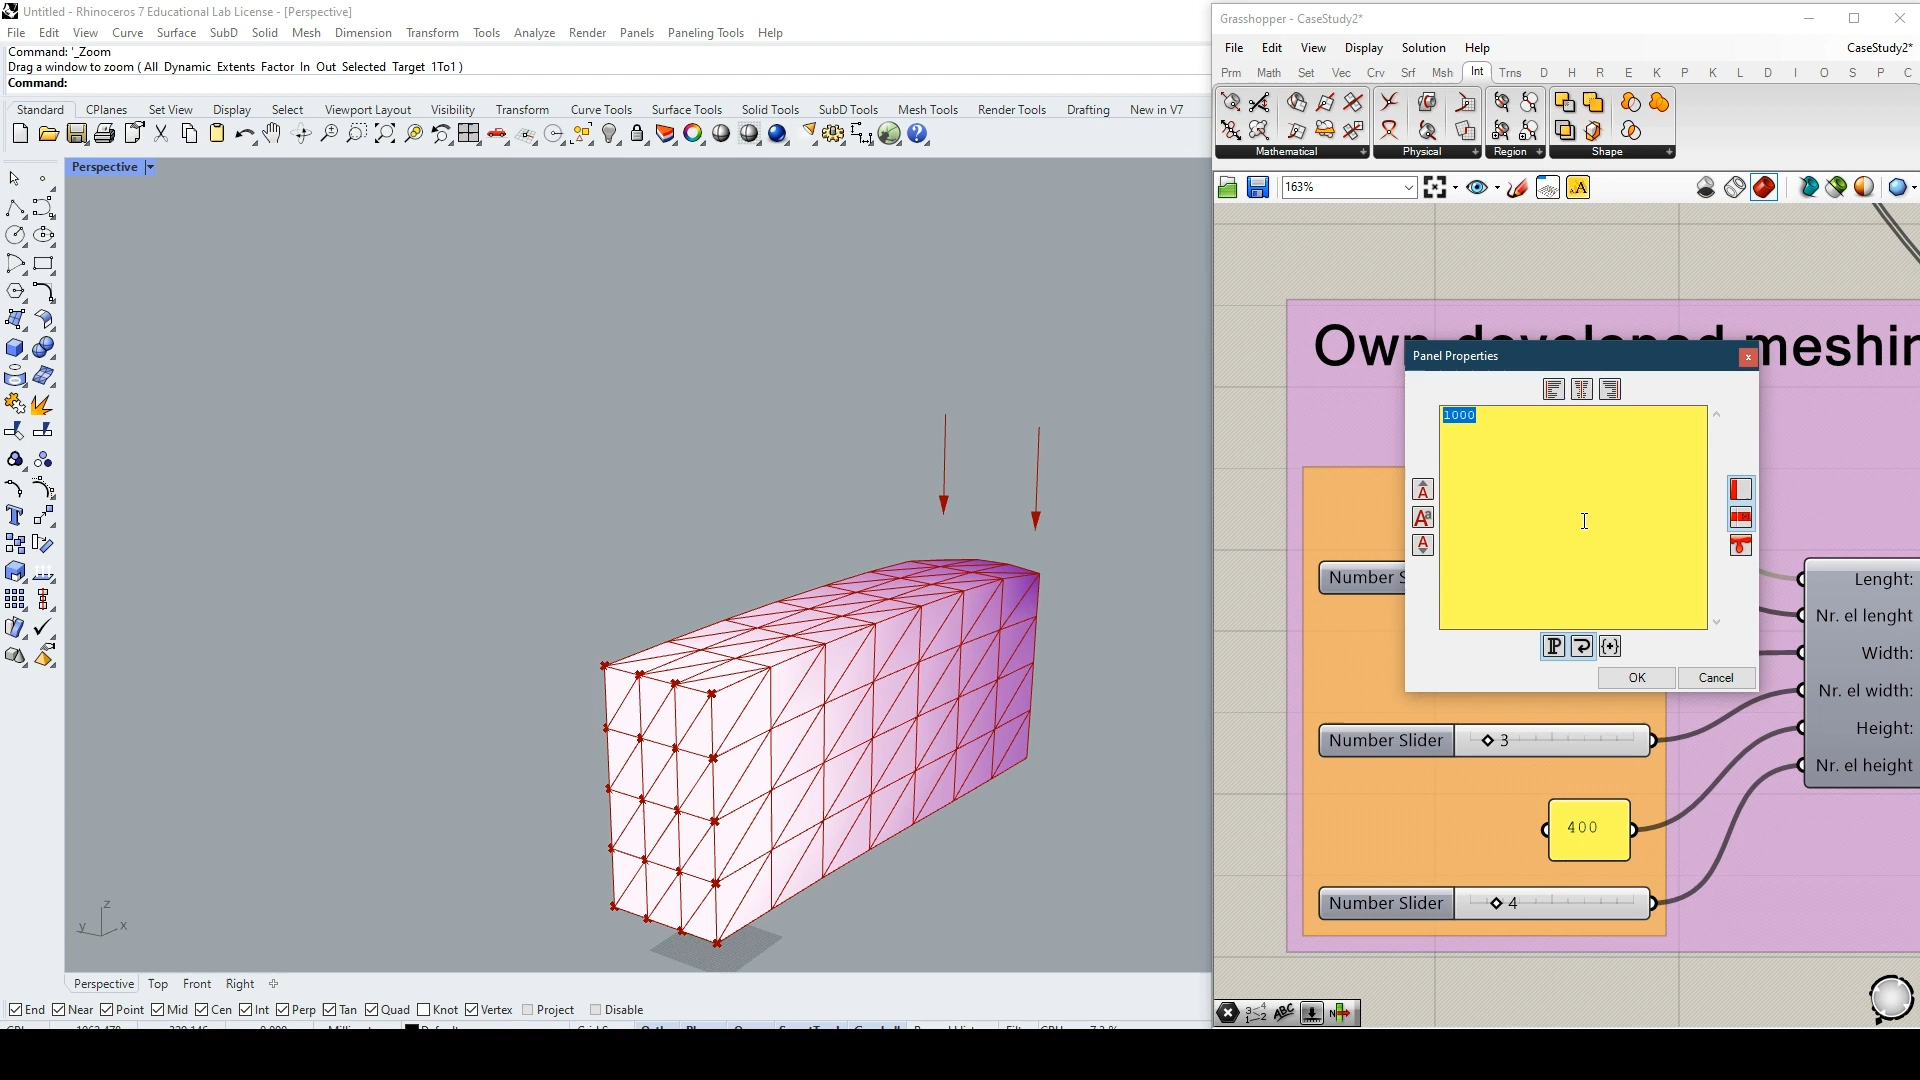 Untitled - Rhinoceros 7 Educational Lab License - [Perspective]
File Edit View Curve Surface SubD Solid Mesh Dimension Transform Tools Analyze Render Panels Paneling Tools Help
Command: '_Zoom
Drag a window to zoom ( All Dynamic Extents Factor In Out Selected Target 1To1 )
Command:
Standard CPlanes Set View Display Select Viewport Layout Visibility Transform Curve Tools Surface Tools Solid Tools SubD Tools Mesh Tools Render Tools Drafting New in V7
Perspective
z
y x
Perspective Top Front Right
End Near Point Mid Cen Int Perp Tan Quad Knot Vertex Project Disable
Grasshopper - CaseStudy2*
File Edit View Display Solution Help CaseStudy2*
Prm Math Set Vec Crv Srf Msh Int Trns D H R E K P K L D I O S P C
Mathematical Physical Region Shape
163%
Panel Properties
1000
OK Cancel
Number S
Lenght:
Nr. el lenght
Width:
Nr. el width:
Height:
Nr. el height
Number Slider 3
400
Number Slider 4